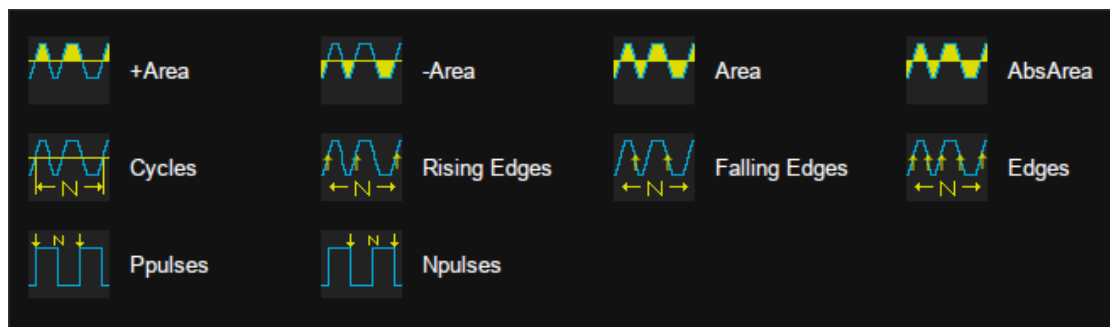 +Area
-Area
Area
AbsArea
N
Cycles
N
Rising Edges
N
Falling Edges
N
Edges
N
Ppulses
N
Npulses